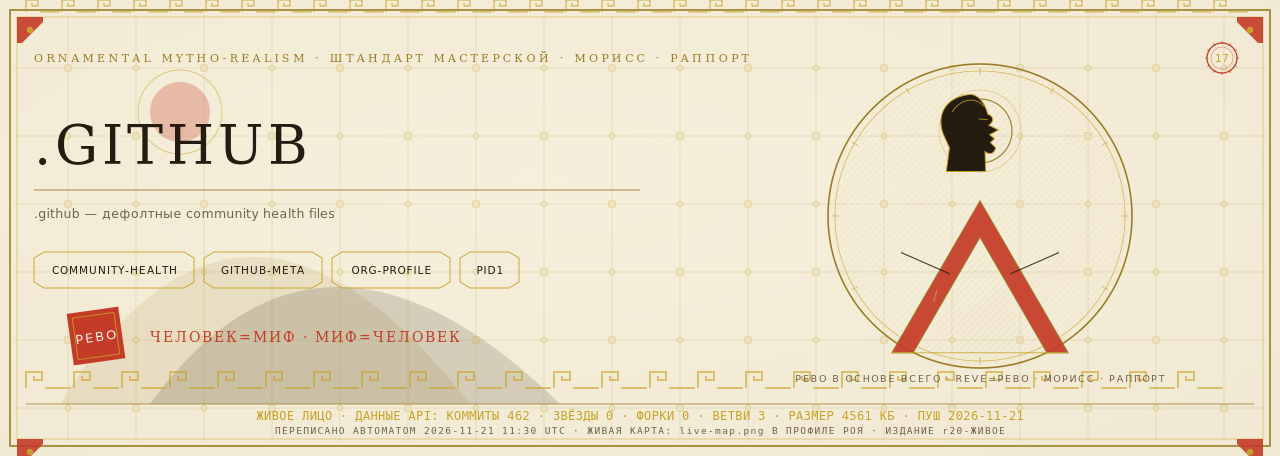 ORNAMENTAL MYTHO-REALISM · ШТАНДАРТ МАСТЕРСКОЙ · МОРИСС · РАППОРТ
17
.GITHUB
.github — дефолтные community health files
COMMUNITY-HEALTH GITHUB-META ORG-PROFILE PID1
РЕВО
ЧЕЛОВЕК=МИФ · МИФ=ЧЕЛОВЕК
РЕВО В ОСНОВЕ ВСЕГО · REVE=РЕВО · МОРИСС · РАППОРТ
ЖИВОЕ ЛИЦО · ДАННЫЕ API: КОММИТЫ 462 · ЗВЁЗДЫ 0 · ФОРКИ 0 · ВЕТВИ 3 · РАЗМЕР 4561 КБ · ПУШ 2026-11-21
ПЕРЕПИСАНО АВТОМАТОМ 2026-11-21 11:30 UTC · ЖИВАЯ КАРТА: live-map.png В ПРОФИЛЕ РОЯ · ИЗДАНИЕ r20-ЖИВОЕ